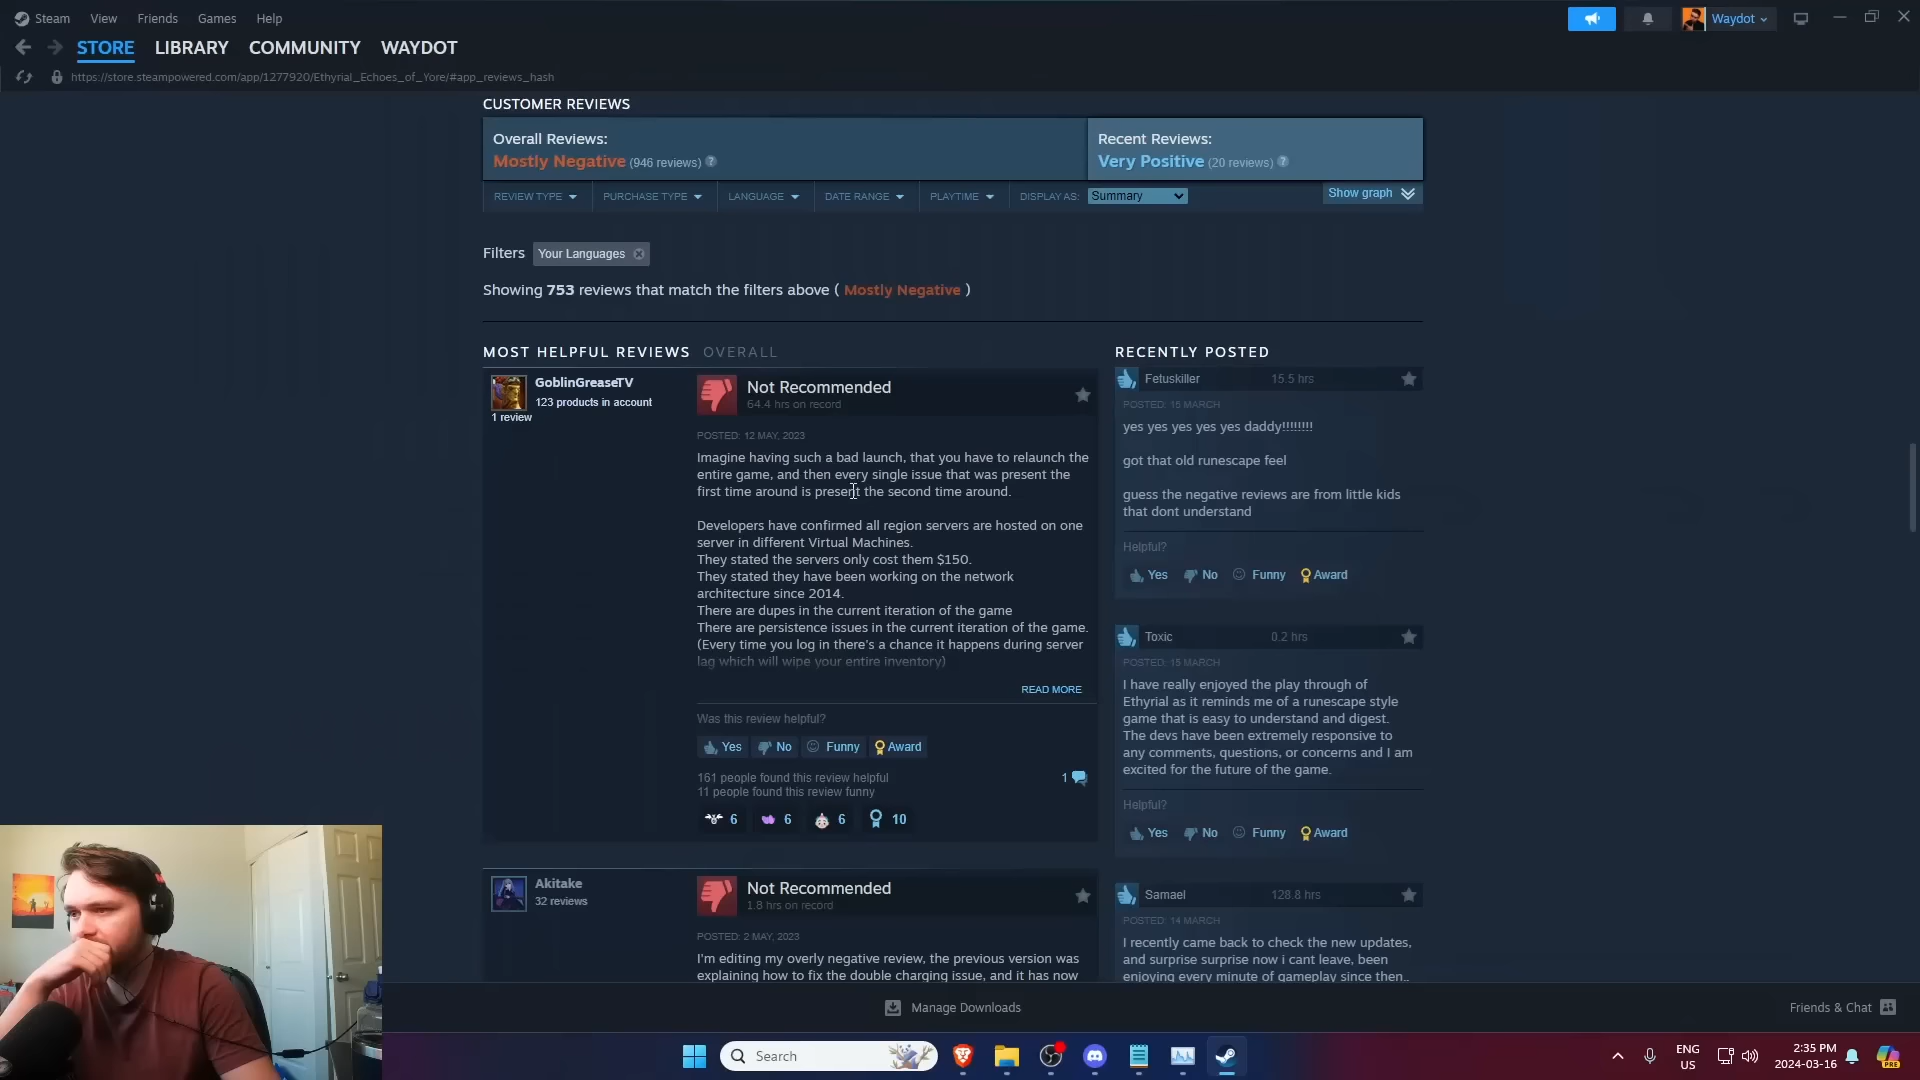 Steam View Friends Games Help
Waydot
STORE LIBRARY COMMUNITY WAYDOT
https://store.steampowered.com/app/1277920/Ethyrial_Echoes_of_Yore/#app_reviews_hash
CUSTOMER REVIEWS
Overall Reviews:
Mostly Negative (946 reviews) ?
Recent Reviews:
Very Positive (20 reviews) ?
REVIEW TYPE PURCHASE TYPE LANGUAGE DATE RANGE PLAYTIME DISPLAY AS: Summary Show graph
Filters Your Languages
Showing 753 reviews that match the filters above ( Mostly Negative )
MOST HELPFUL REVIEWS OVERALL
GoblinGreaseTV
123 products in account
1 review
Not Recommended
64.4 hrs on record
POSTED: 12 MAY, 2023
Imagine having such a bad launch, that you have to relaunch the
entire game, and then every single issue that was present the
first time around is present the second time around.
Developers have confirmed all region servers are hosted on one
server in different Virtual Machines.
They stated the servers only cost them $150.
They stated they have been working on the network
architecture since 2014.
There are dupes in the current iteration of the game
There are persistence issues in the current iteration of the game.
(Every time you log in there's a chance it happens during server
lag which will wipe your entire inventory)
READ MORE
Was this review helpful?
Yes No Funny Award
161 people found this review helpful
11 people found this review funny
1
6 6 6 10
Akitake
32 reviews
Not Recommended
1.8 hrs on record
POSTED: 2 MAY, 2023
I'm editing my overly negative review, the previous version was
explaining how to fix the double charging issue, and it has now
RECENTLY POSTED
Fetuskiller 15.5 hrs
POSTED: 15 MARCH
yes yes yes yes yes daddy!!!!!!!!
got that old runescape feel
guess the negative reviews are from little kids
that dont understand
Helpful?
Yes No Funny Award
Toxic 0.2 hrs
POSTED: 15 MARCH
I have really enjoyed the play through of
Ethyrial as it reminds me of a runescape style
game that is easy to understand and digest.
The devs have been extremely responsive to
any comments, questions, or concerns and I am
excited for the future of the game.
Helpful?
Yes No Funny Award
Samael 128.8 hrs
POSTED: 14 MARCH
I recently came back to check the new updates,
and surprise surprise now i cant leave, been
enjoying every minute of gameplay since then..
Manage Downloads
Friends & Chat
Search
ENG
US
2:35 PM
2024-03-16
PRE